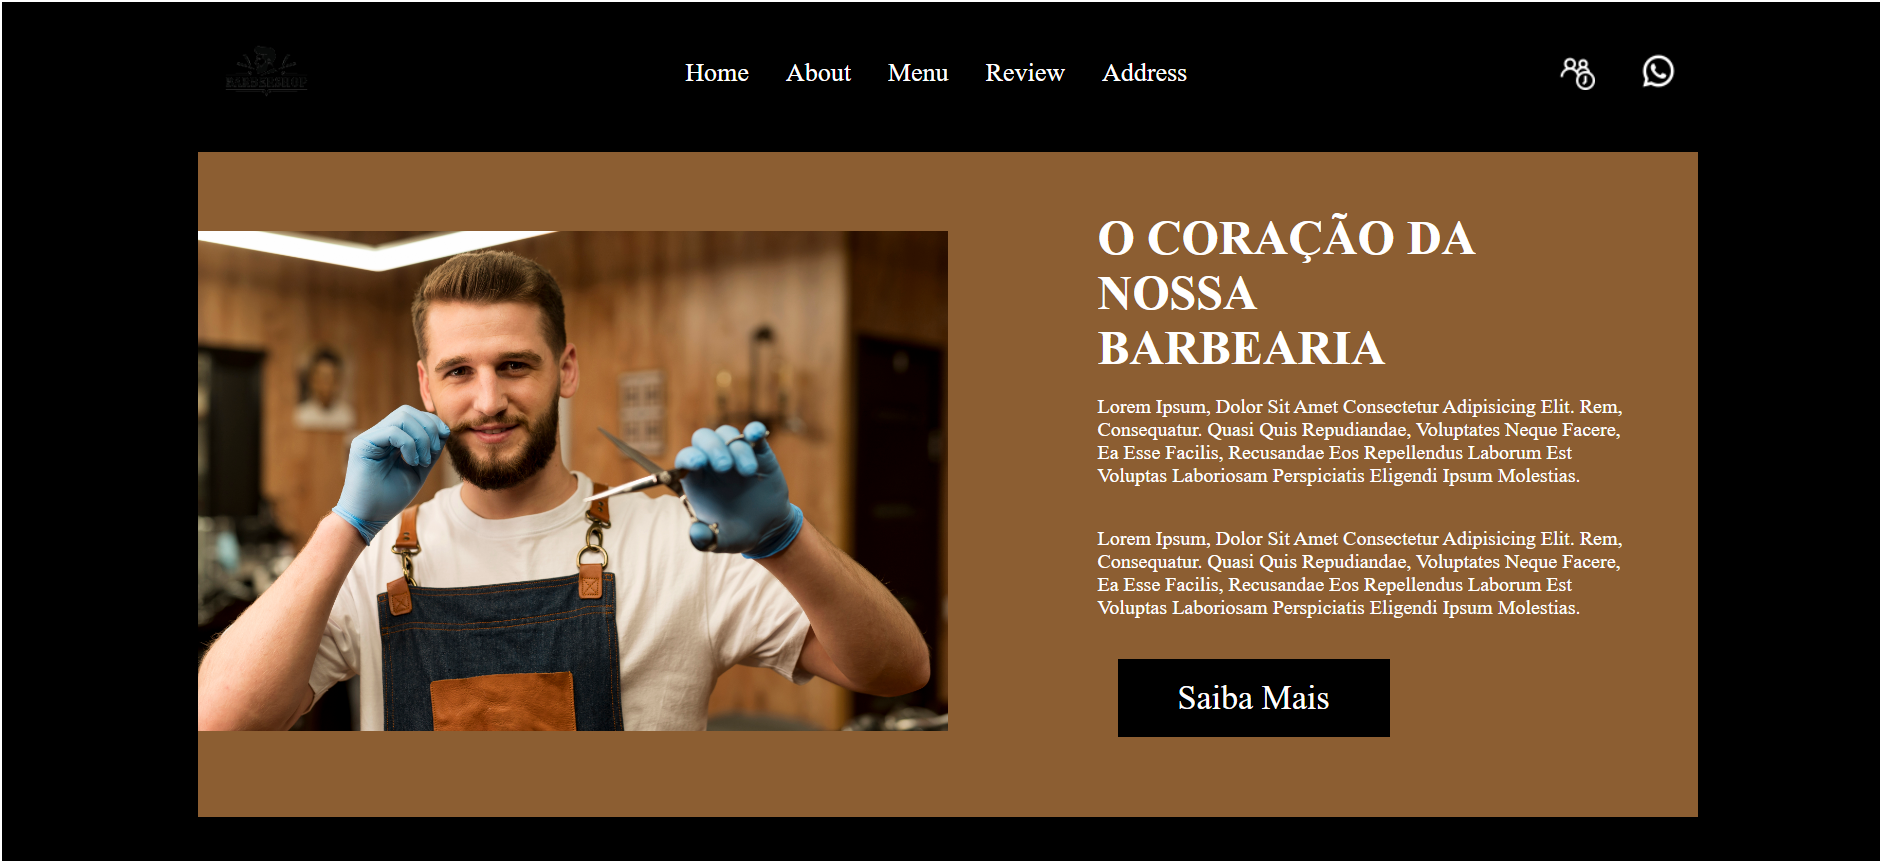 BARBERSHOP
Home About Menu Review Address
O CORAÇÃO DA
NOSSA
BARBEARIA
Lorem Ipsum, Dolor Sit Amet Consectetur Adipisicing Elit. Rem,
Consequatur. Quasi Quis Repudiandae, Voluptates Neque Facere,
Ea Esse Facilis, Recusandae Eos Repellendus Laborum Est
Voluptas Laboriosam Perspiciatis Eligendi Ipsum Molestias.
Lorem Ipsum, Dolor Sit Amet Consectetur Adipisicing Elit. Rem,
Consequatur. Quasi Quis Repudiandae, Voluptates Neque Facere,
Ea Esse Facilis, Recusandae Eos Repellendus Laborum Est
Voluptas Laboriosam Perspiciatis Eligendi Ipsum Molestias.
Saiba Mais